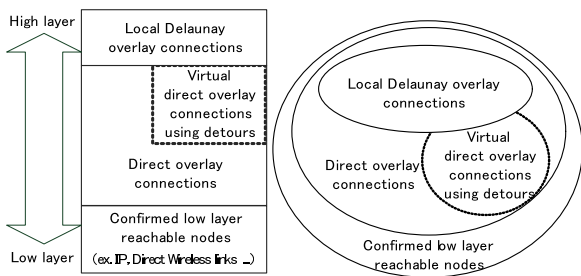 High layer
Low layer
Local Delaunay
overlay connections
Virtual
direct overlay
connections
using detours
Direct overlay
connections
Confirmed low layer
reachable nodes
(ex. IP, Direct Wireless links ...)
Local Delaunay overlay
connections
Virtual
direct overlay
connections
using detours
Direct overlay
connections
Confirmed low layer
reachable nodes